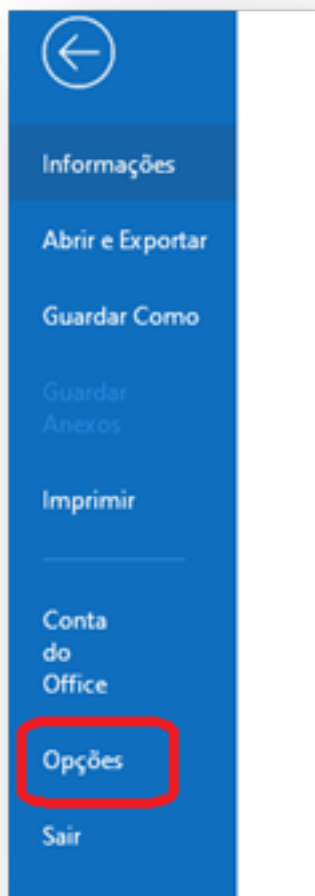 Informações
Abrir e Exportar
Guardar Como
Guardar
Anexos
Imprimir
Conta
do
Office
Opções
Sair